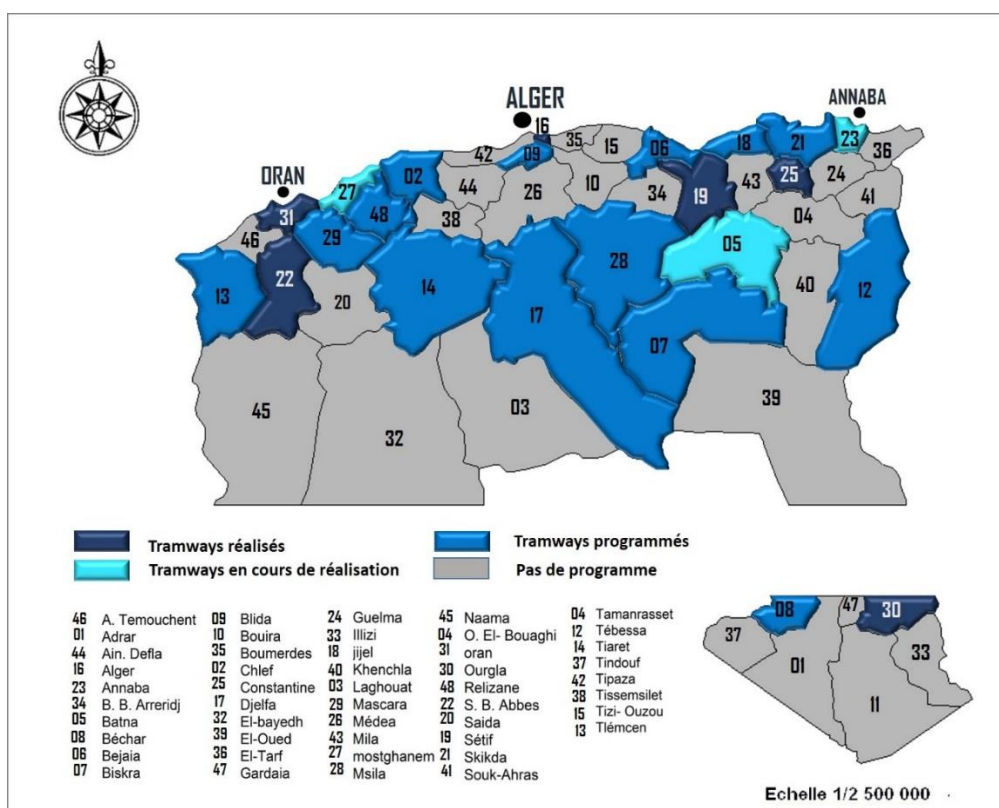 ALGER
ANNABA
ORAN
16
35
15
42
09
06
18
21
23
36
27
02
44
26
10
34
19
43
25
24
41
31
48
38
04
46
29
05
22
28
13
20
14
40
12
17
07
45
32
03
39
Tramways réalisés
Tramways programmés
Tramways en cours de réalisation
Pas de programme
46 A. Temouchent
01 Adrar
44 Ain. Defla
16 Alger
23 Annaba
34 B. B. Arreridj
05 Batna
08 Béchar
06 Bejaia
07 Biskra
09 Blida
10 Bouira
35 Boumerdes
02 Chlef
25 Constantine
17 Djelfa
32 El-bayedh
39 El-Oued
36 El-Tarf
47 Gardaia
24 Guelma
33 Illizi
18 jijel
40 Khenchla
03 Laghouat
29 Mascara
26 Médea
43 Mila
27 mostghanem
28 Msila
45 Naama
04 O. El- Bouaghi
31 oran
30 Ourgla
48 Relizane
22 S. B. Abbes
20 Saida
19 Sétif
21 Skikda
41 Souk-Ahras
04 Tamanrasset
12 Tébessa
14 Tiaret
37 Tindouf
42 Tipaza
38 Tissemsilet
15 Tizi- Ouzou
13 Tlémcen
08
47
30
37
33
01
11
Echelle 1/2 500 000